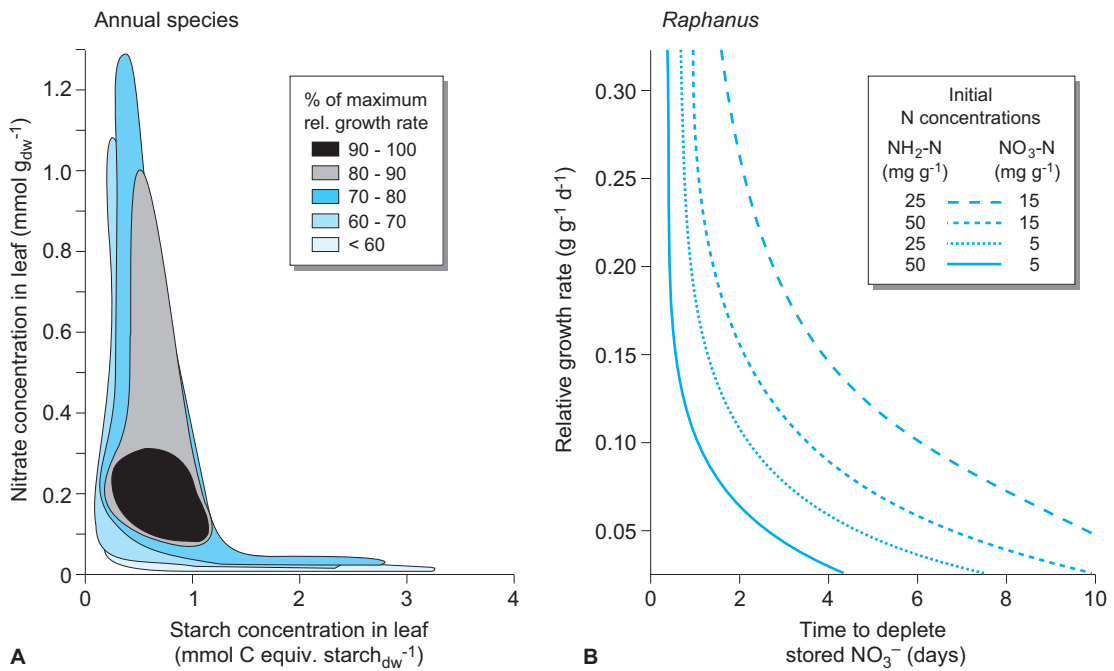 Annual species
Nitrate concentration in leaf (mmol g_dw⁻¹)
1.2
1.0
0.8
0.6
0.4
0.2
0
% of maximum
rel. growth rate
90 - 100
80 - 90
70 - 80
60 - 70
< 60
0 1 2 3 4
Starch concentration in leaf
(mmol C equiv. starch_dw⁻¹)
A
Raphanus
Relative growth rate (g g⁻¹ d⁻¹)
0.30
0.25
0.20
0.15
0.10
0.05
Initial
N concentrations
NH₂-N NO₃-N
(mg g⁻¹) (mg g⁻¹)
25 15
50 15
25 5
50 5
0 2 4 6 8 10
Time to deplete
stored NO₃⁻ (days)
B